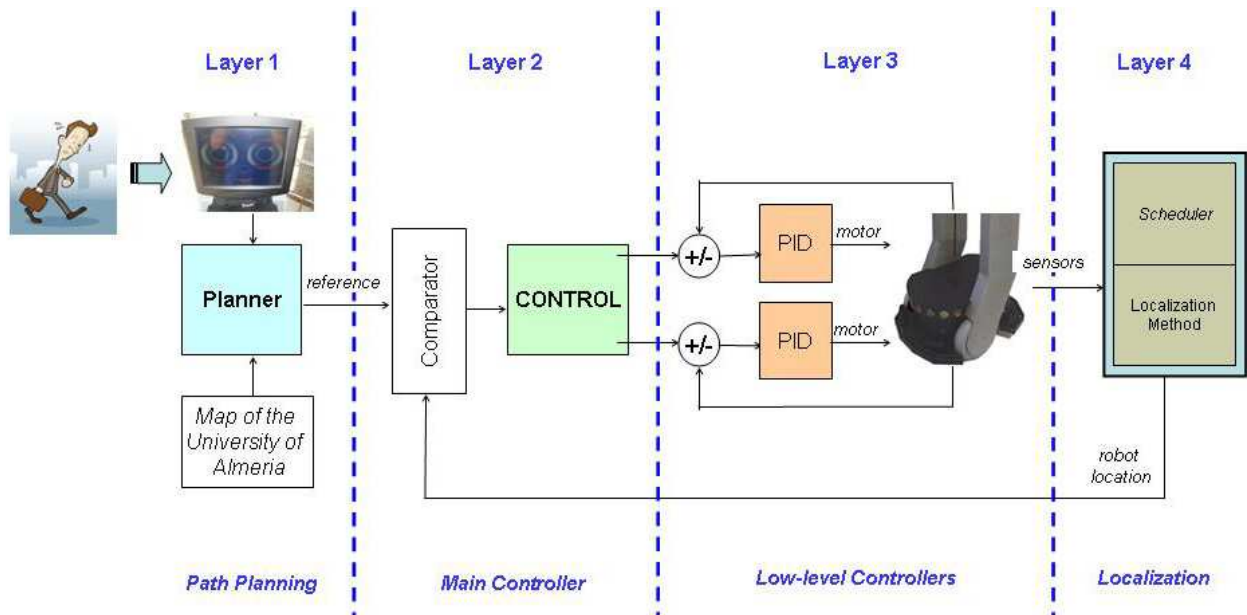 Layer 1
Layer 2
Layer 3
Layer 4
Planner
reference
Map of the
University of
Almeria
Comparator
CONTROL
+/-
PID
motor
+/-
PID
motor
sensors
Scheduler
Localization
Method
robot
location
Path Planning
Main Controller
Low-level Controllers
Localization